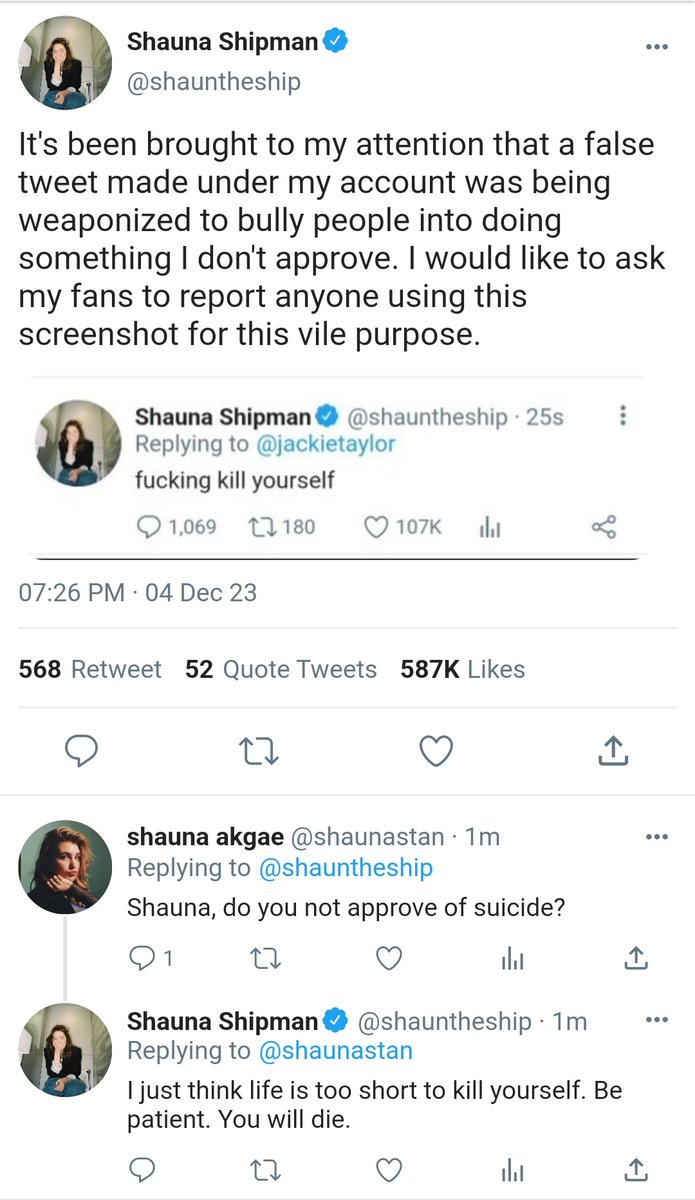 Shauna Shipman
@shauntheship
It's been brought to my attention that a false
tweet made under my account was being
weaponized to bully people into doing
something I don't approve. I would like to ask
my fans to report anyone using this
screenshot for this vile purpose.
Shauna Shipman @shauntheship · 25s
Replying to @jackietaylor
fucking kill yourself
1,069 180 107K
07:26 PM · 04 Dec 23
568 Retweet 52 Quote Tweets 587K Likes
shauna akgae @shaunastan · 1m
Replying to @shauntheship
Shauna, do you not approve of suicide?
1
Shauna Shipman @shauntheship · 1m
Replying to @shaunastan
I just think life is too short to kill yourself. Be
patient. You will die.